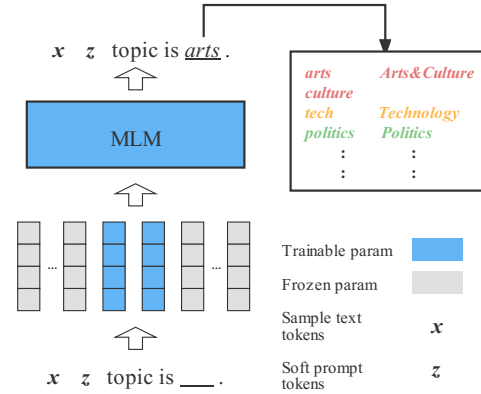 x z topic is arts .
arts Arts&Culture
culture
tech Technology
politics Politics
: :
: :
MLM
... ...
Trainable param
Frozen param
Sample text tokens x
Soft prompt tokens z
x z topic is ___ .